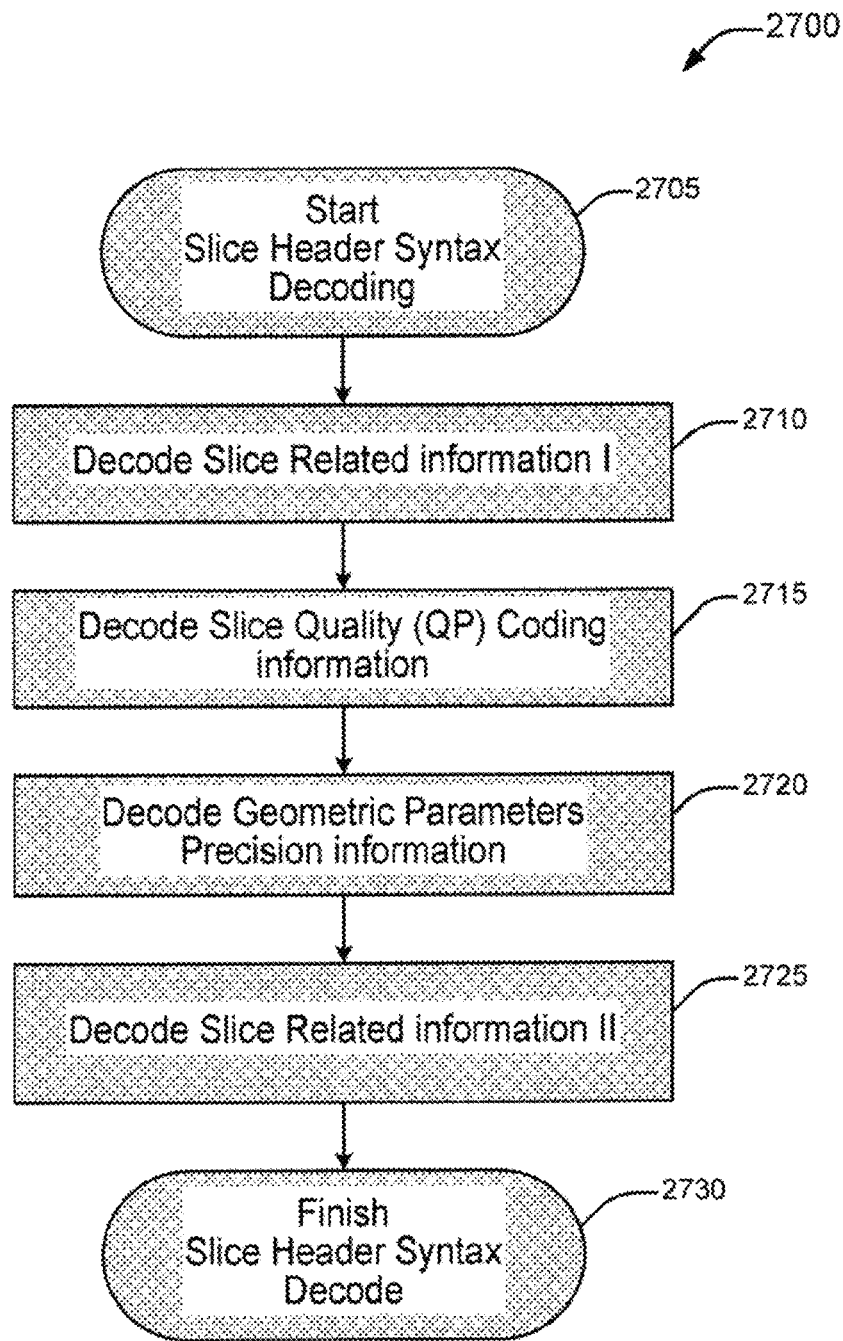 2700
Start
Slice Header Syntax
Decoding
2705
Decode Slice Related information I
2710
Decode Slice Quality (QP) Coding
information
2715
Decode Geometric Parameters
Precision information
2720
Decode Slice Related information II
2725
Finish
Slice Header Syntax
Decode
2730